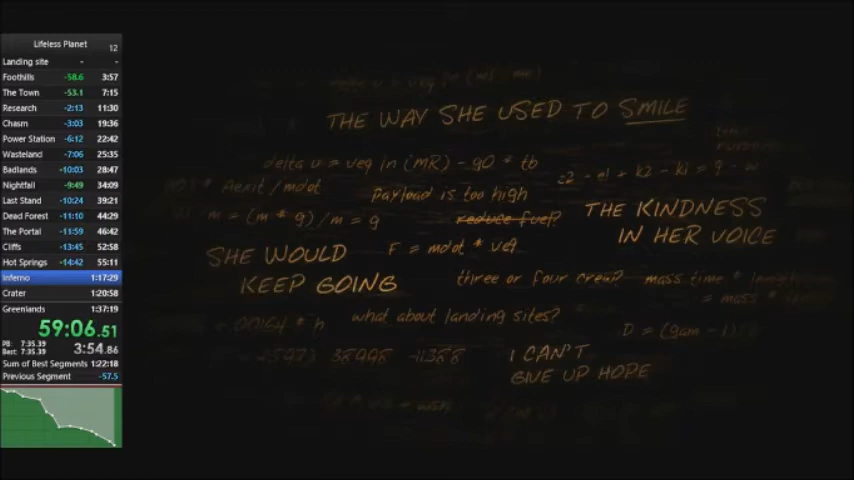 Lifeless Planet 12
Landing site - -
Foothills -58.6 3:57
The Town -53.1 7:15
Research -2:13 11:30
Chasm -3:03 19:36
Power Station -6:12 22:42
Wasteland -7:06 25:35
Badlands -10:03 28:47
Nightfall -9:49 34:09
Last Stand -10:24 39:21
Dead Forest -11:10 44:29
The Portal -11:59 46:42
Cliffs -13:45 52:58
Hot Springs -14:42 55:11
Inferno 1:17:29
Crater 1:20:58
Greenlands 1:37:19
59:06.51
PB: 7:35.39
Best: 7:35.39
3:54.86
Sum of Best Segments 1:22:18
Previous Segment -57.5
THE WAY SHE USED TO SMILE
delta v = veq ln (MR) - g0 * tb
* Aexit / mdot
payload is too high
m = (m * g) / m = g
reduce fuel?
THE KINDNESS
IN HER VOICE
SHE WOULD
KEEP GOING
F = mdot * veq
three or four crew?
mass time *
= mass *
what about landing sites?
I CAN'T
GIVE UP HOPE